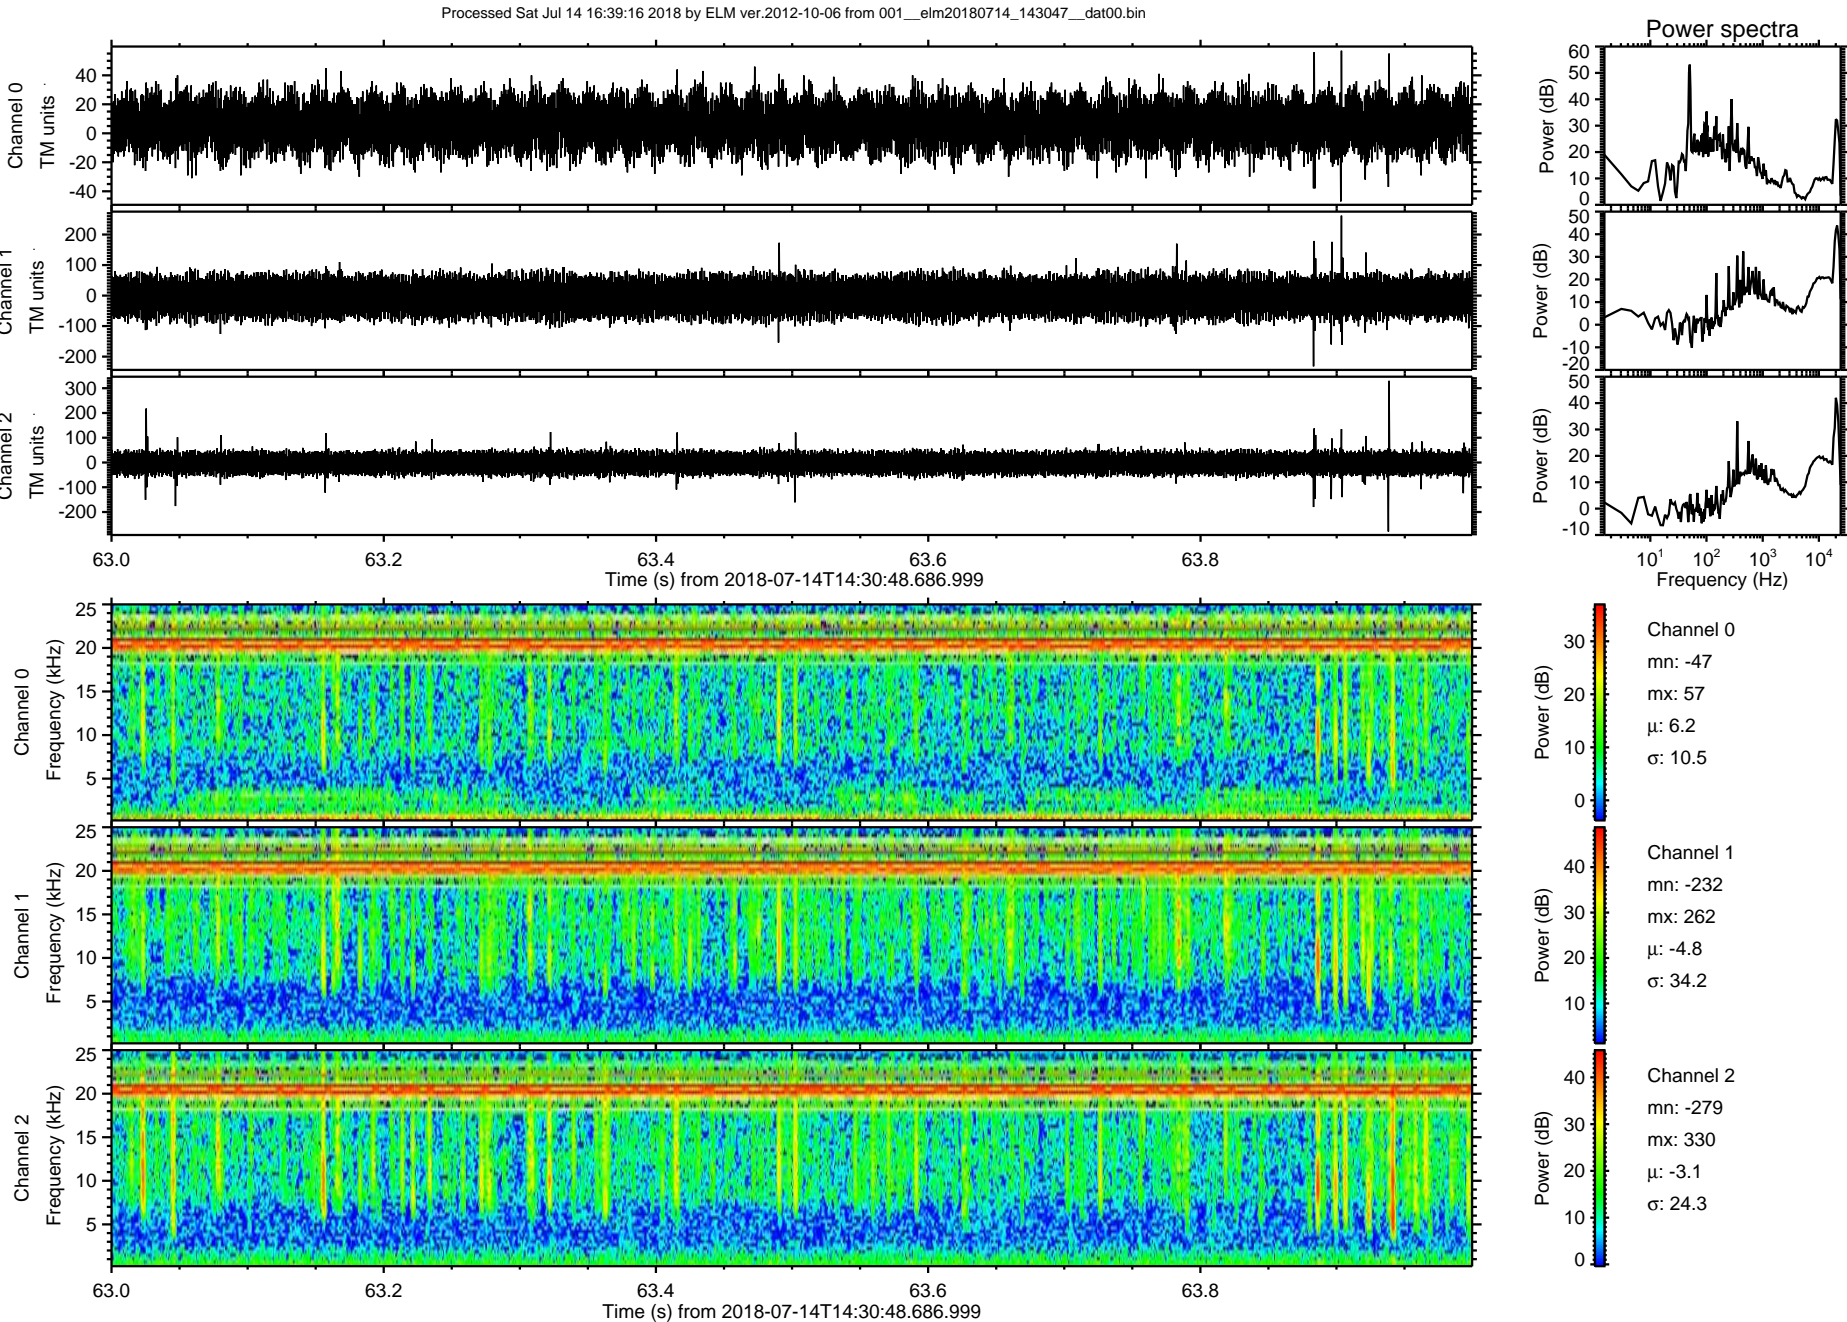 Processed Sat Jul 14 16:39:16 2018 by ELM ver.2012-10-06 from 001__elm20180714_143047__dat00.bin
Power spectra
Channel 0
TM units
40
20
0
-20
-40
Power (dB)
60
50
40
30
20
10
0
Channel 1
TM units
200
100
0
-100
-200
Power (dB)
50
40
30
20
10
0
-10
-20
Channel 2
TM units
300
200
100
0
-100
-200
Power (dB)
50
40
30
20
10
0
-10
63.0 63.2 63.4 63.6 63.8
Time (s) from 2018-07-14T14:30:48.686.999
10¹ 10² 10³ 10⁴
Frequency (Hz)
Channel 0
Frequency (kHz)
25
20
15
10
5
Power (dB)
30
20
10
0
Channel 0
mn: -47
mx: 57
μ: 6.2
σ: 10.5
Channel 1
Frequency (kHz)
25
20
15
10
5
Power (dB)
40
30
20
10
Channel 1
mn: -232
mx: 262
μ: -4.8
σ: 34.2
Channel 2
Frequency (kHz)
25
20
15
10
5
Power (dB)
40
30
20
10
0
Channel 2
mn: -279
mx: 330
μ: -3.1
σ: 24.3
63.0 63.2 63.4 63.6 63.8
Time (s) from 2018-07-14T14:30:48.686.999